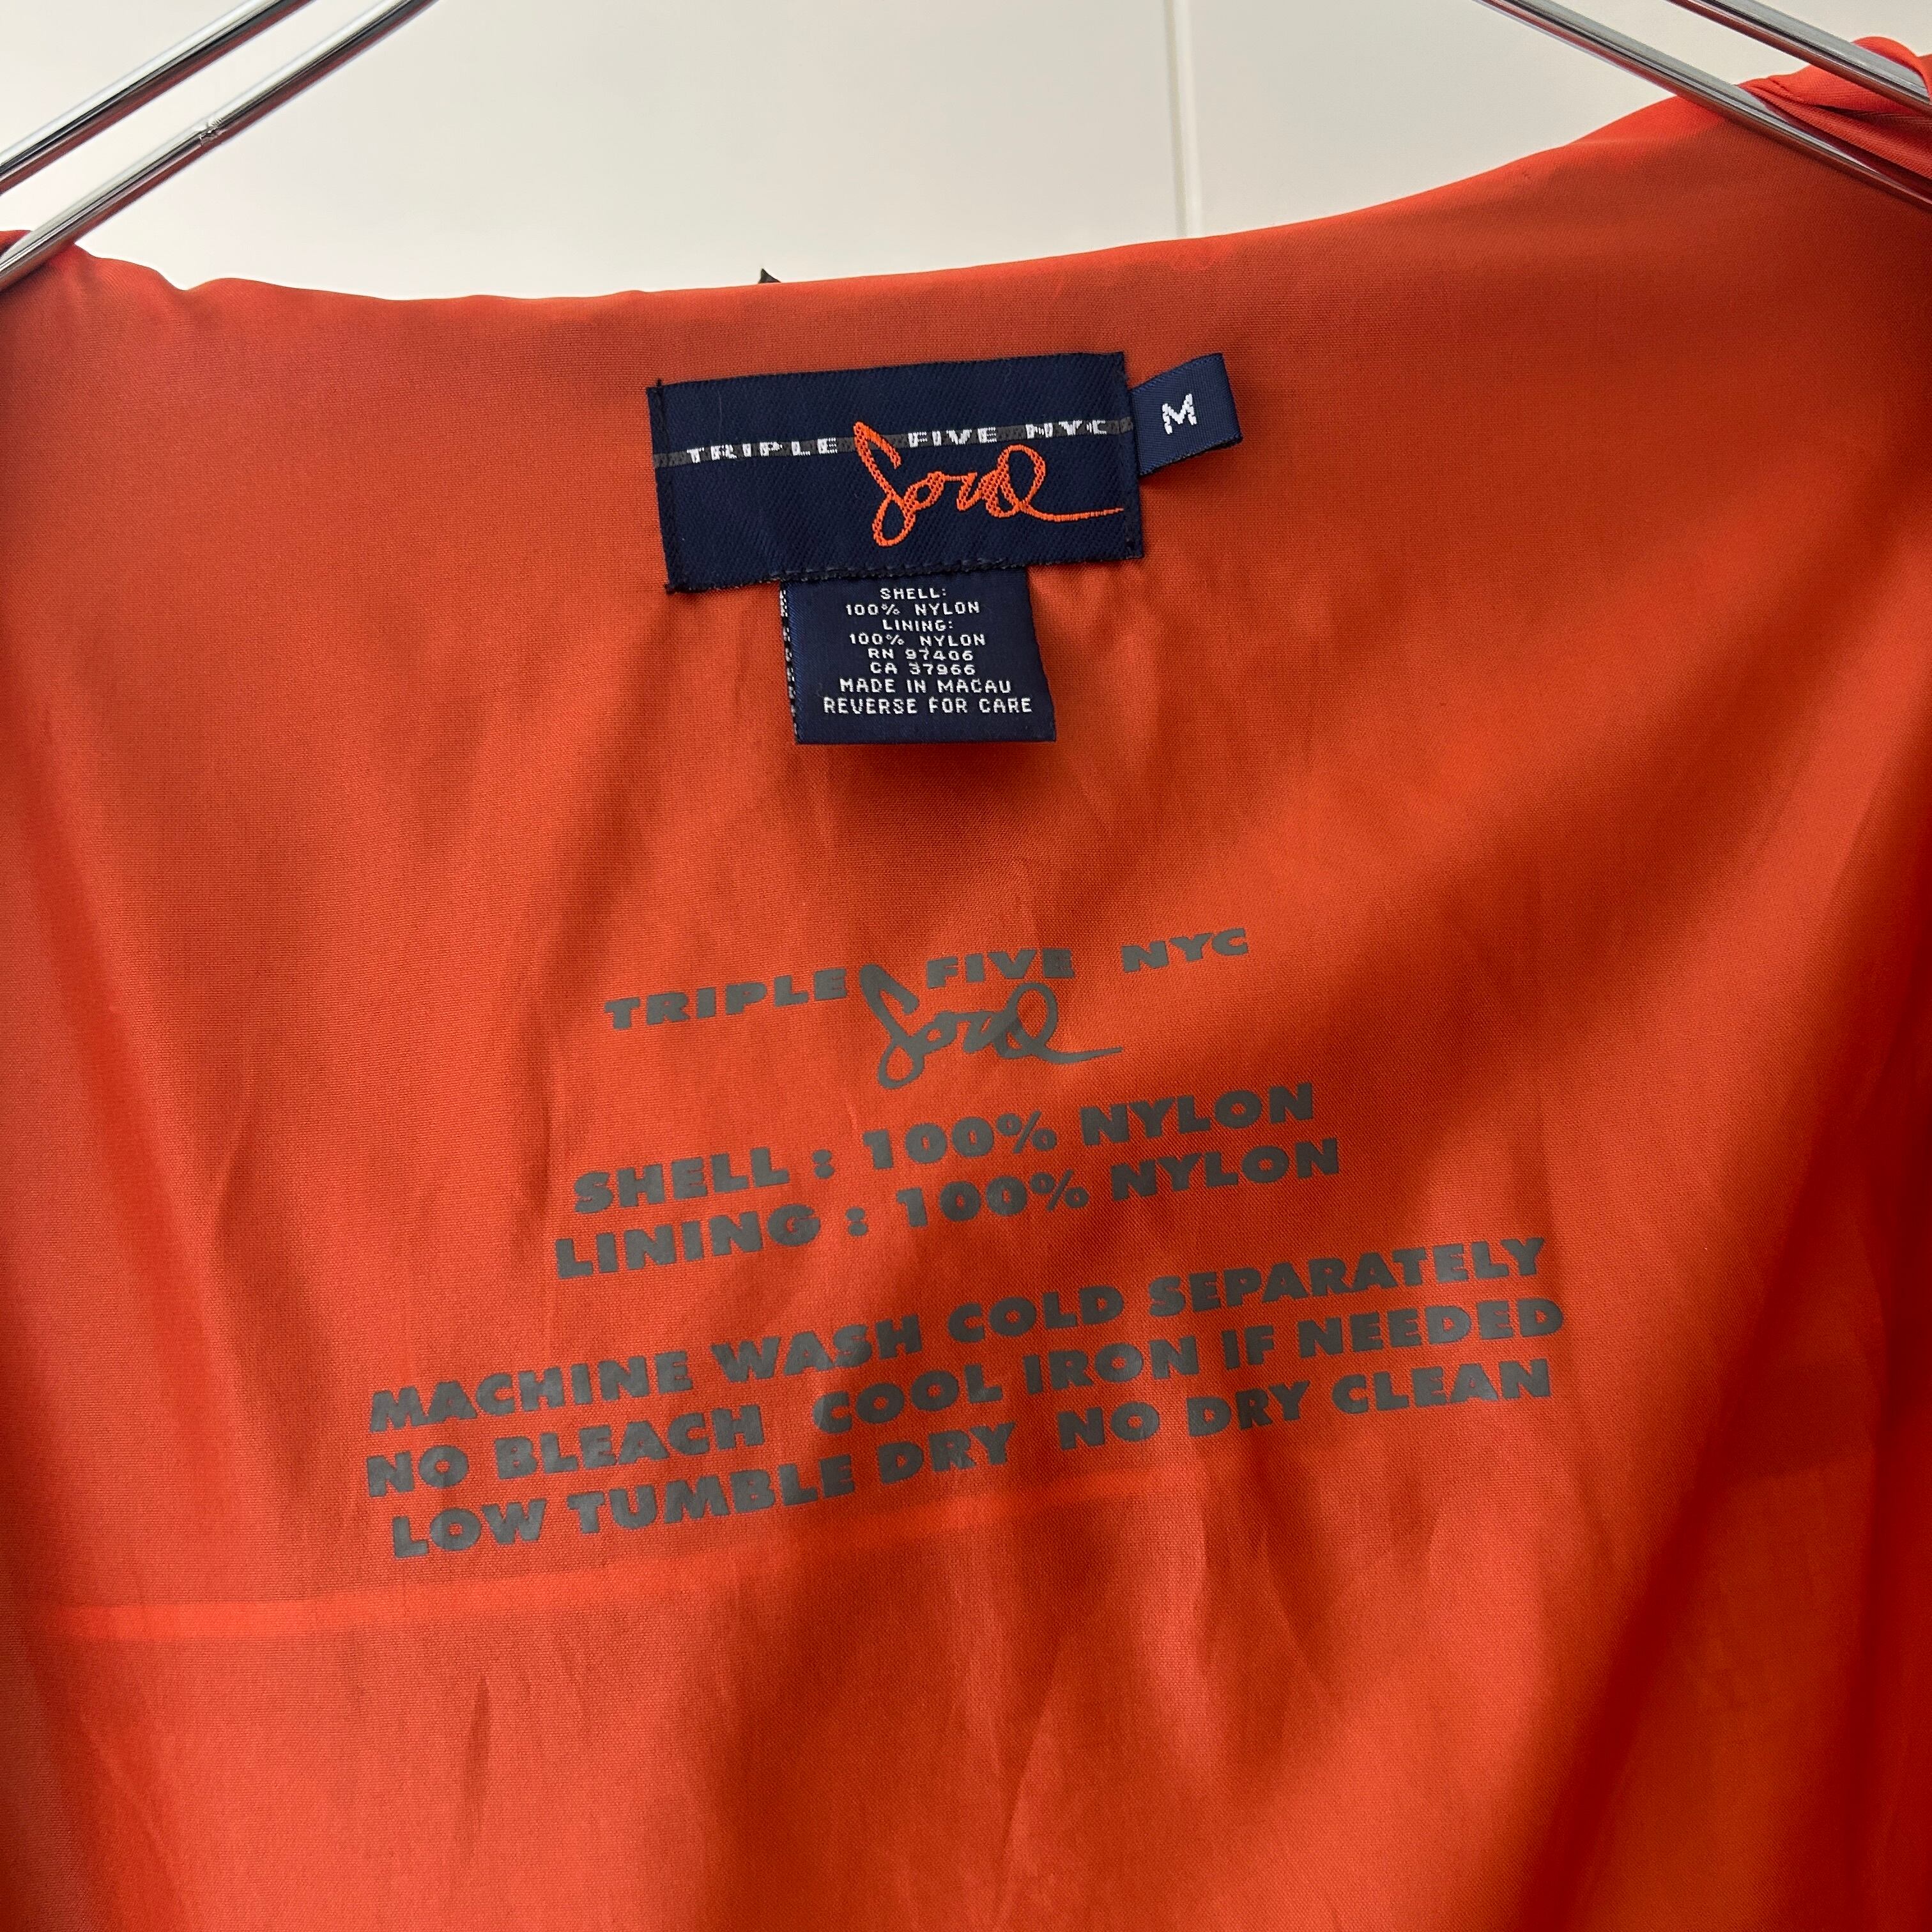 TRIPLE FIVE NYC
Soul
M
SHELL:
100% NYLON
LINING:
100% NYLON
RN 97406
CA 37966
MADE IN MACAU
REVERSE FOR CARE
TRIPLE FIVE NYC
Soul
SHELL : 100% NYLON
LINING : 100% NYLON
MACHINE WASH COLD SEPARATELY
NO BLEACH COOL IRON IF NEEDED
LOW TUMBLE DRY NO DRY CLEAN